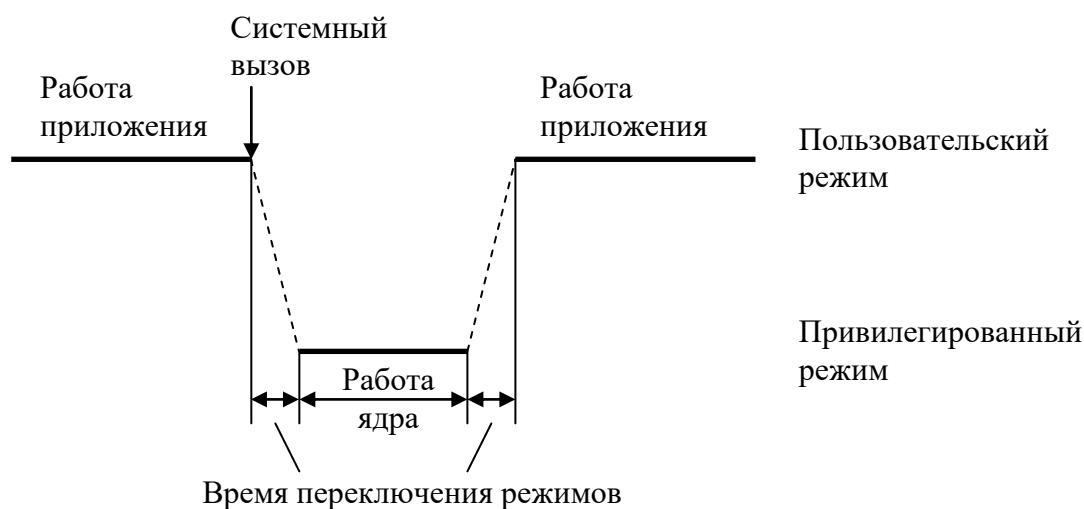 Системный
вызов
Работа
приложения
Работа
приложения
Пользовательский
режим
Привилегированный
режим
Работа
ядра
Время переключения режимов